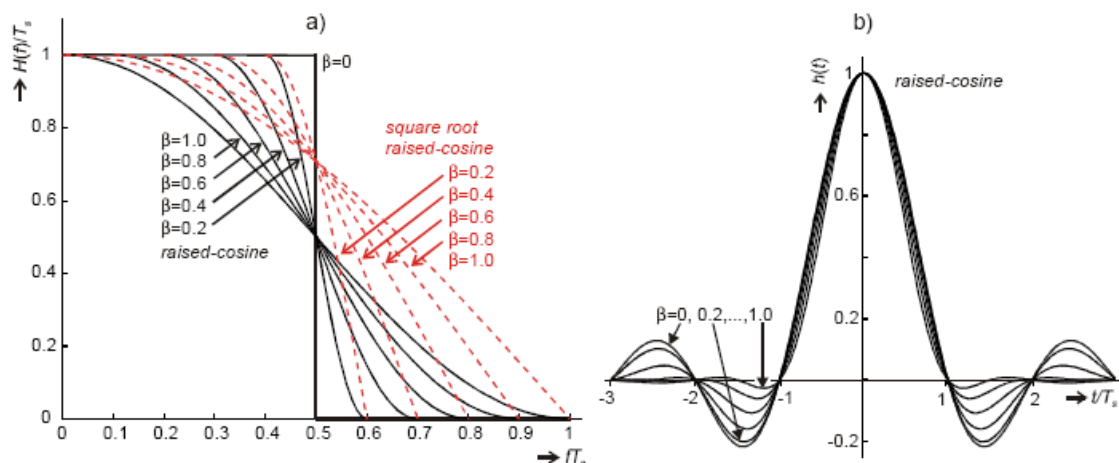 a)
H(f)/Tₛ
1
0.8
0.6
0.4
0.2
0
β=0
β=1.0
β=0.8
β=0.6
β=0.4
β=0.2
raised-cosine
square root
raised-cosine
β=0.2
β=0.4
β=0.6
β=0.8
β=1.0
0 0.1 0.2 0.3 0.4 0.5 0.6 0.7 0.8 0.9 1
b)
h(t)
raised-cosine
1
0.6
0.2
-0.2
β=0, 0.2,...,1.0
-3 -2 -1 1 2
t/Tₛ